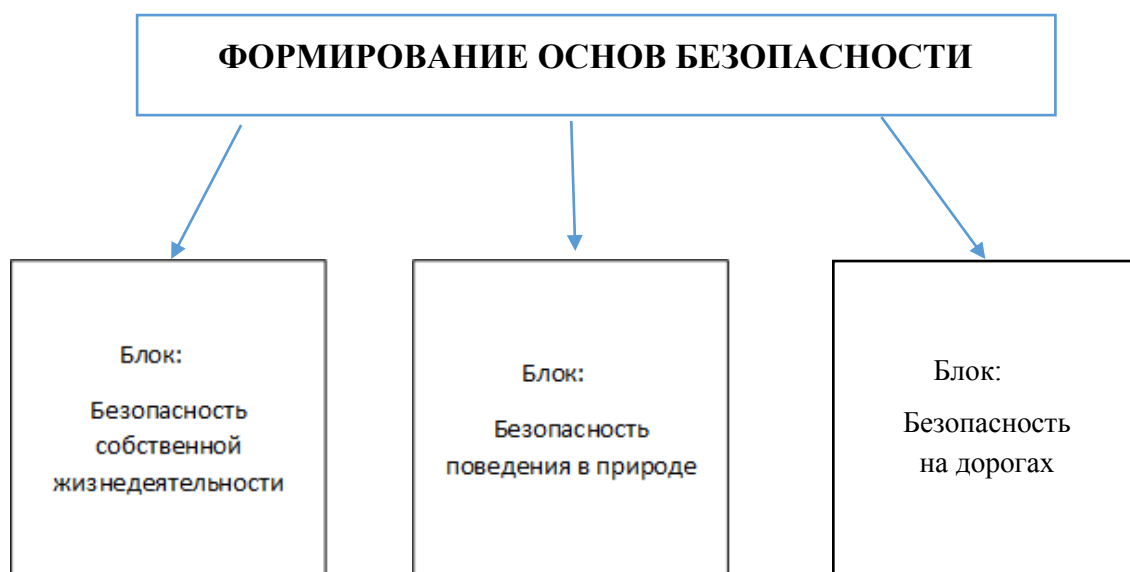 ФОРМИРОВАНИЕ ОСНОВ БЕЗОПАСНОСТИ
Блок:
Безопасность
собственной
жизнедеятельности
Блок:
Безопасность
поведения в природе
Блок:
Безопасность
на дорогах